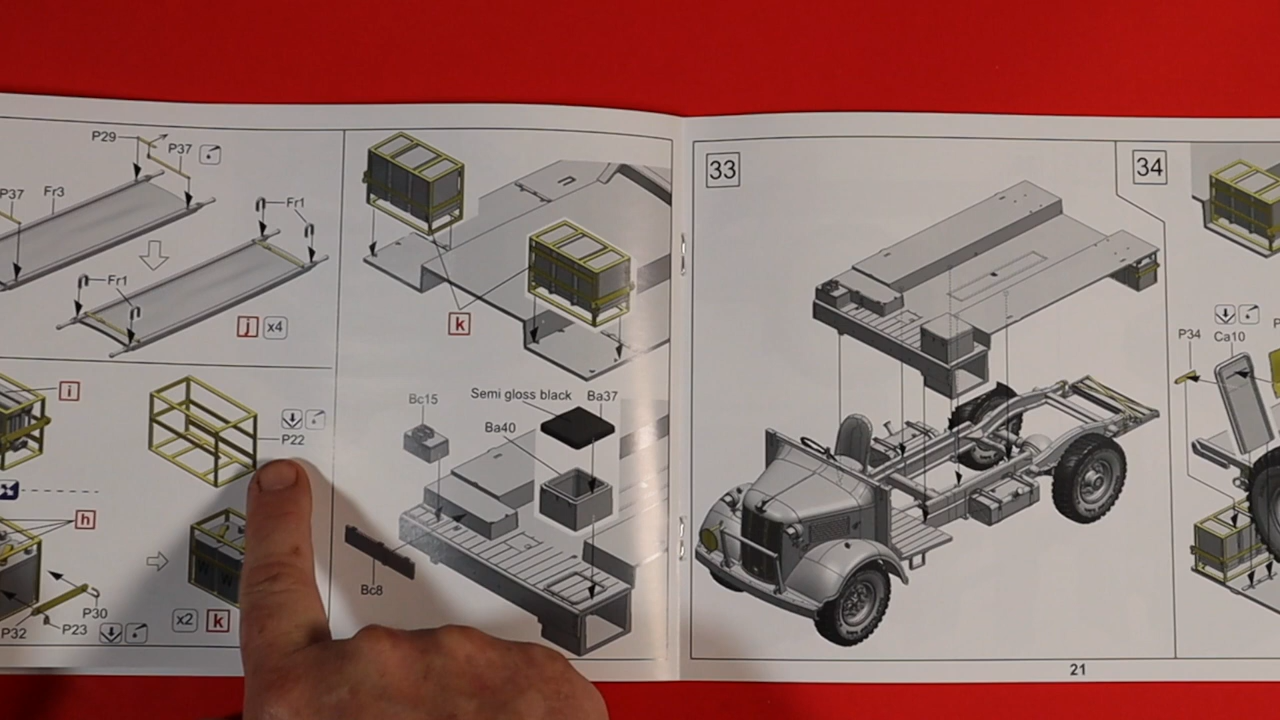 P29
P37
P37
Fr3
Fr1
Fr1
j x4
i
P22
h
P30
P23
P32
W W
x2 k
k
Semi gloss black
Ba37
Bc15
Ba40
Bc8
33
34
P34
Ca10
21